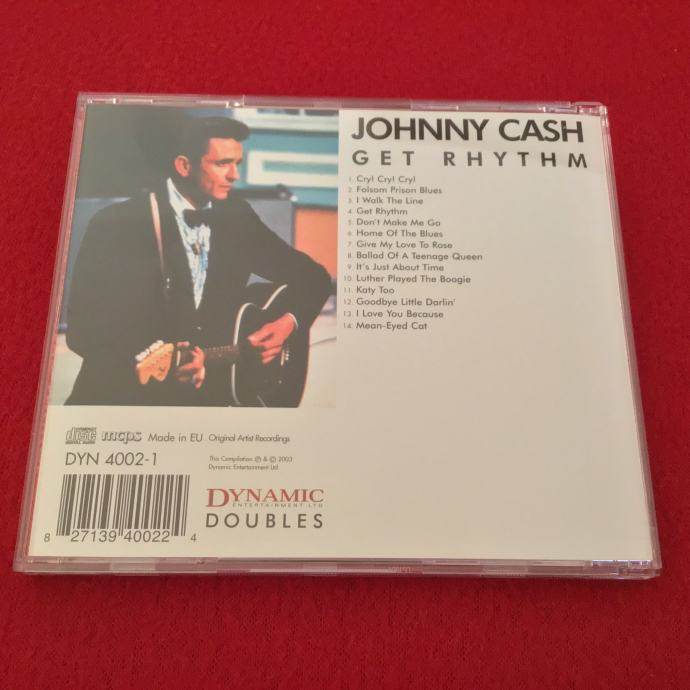 JOHNNY CASH
GET RHYTHM
1. Cry! Cry! Cry!
2. Folsom Prison Blues
3. I Walk The Line
4. Get Rhythm
5. Don't Make Me Go
6. Home Of The Blues
7. Give My Love To Rose
8. Ballad Of A Teenage Queen
9. It's Just About Time
10. Luther Played The Boogie
11. Katy Too
12. Goodbye Little Darlin'
13. I Love You Because
14. Mean-Eyed Cat
COMPACT
disc
DIGITAL AUDIO
mcps Made in EU Original Artist Recordings
DYN 4002-1
This Compilation ℗ & © 2003
Dynamic Entertainment Ltd
DYNAMIC
ENTERTAINMENT LTD
DOUBLES
8 27139 40022 4